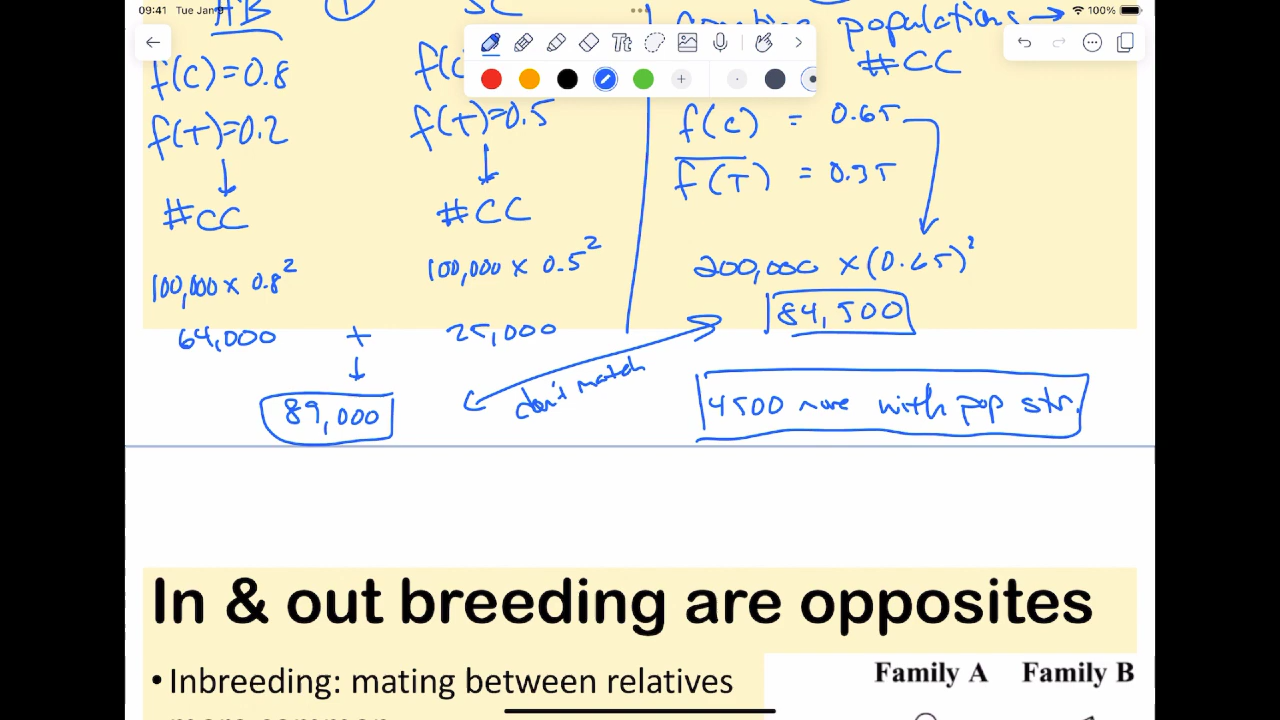 09:41 Tue Jan 9
100%
AB 1 SC
populations →
#CC
f(C)=0.8
f(T)=0.2
#CC
100,000 x 0.8²
64,000 + 25,000
89,000
f(C
f(T)=0.5
#CC
100,000 x 0.5²
f(C) = 0.65
f(T) = 0.35
200,000 x (0.65)²
84,500
don't match
4500 more with pop str.
In & out breeding are opposites
• Inbreeding: mating between relatives
Family A Family B